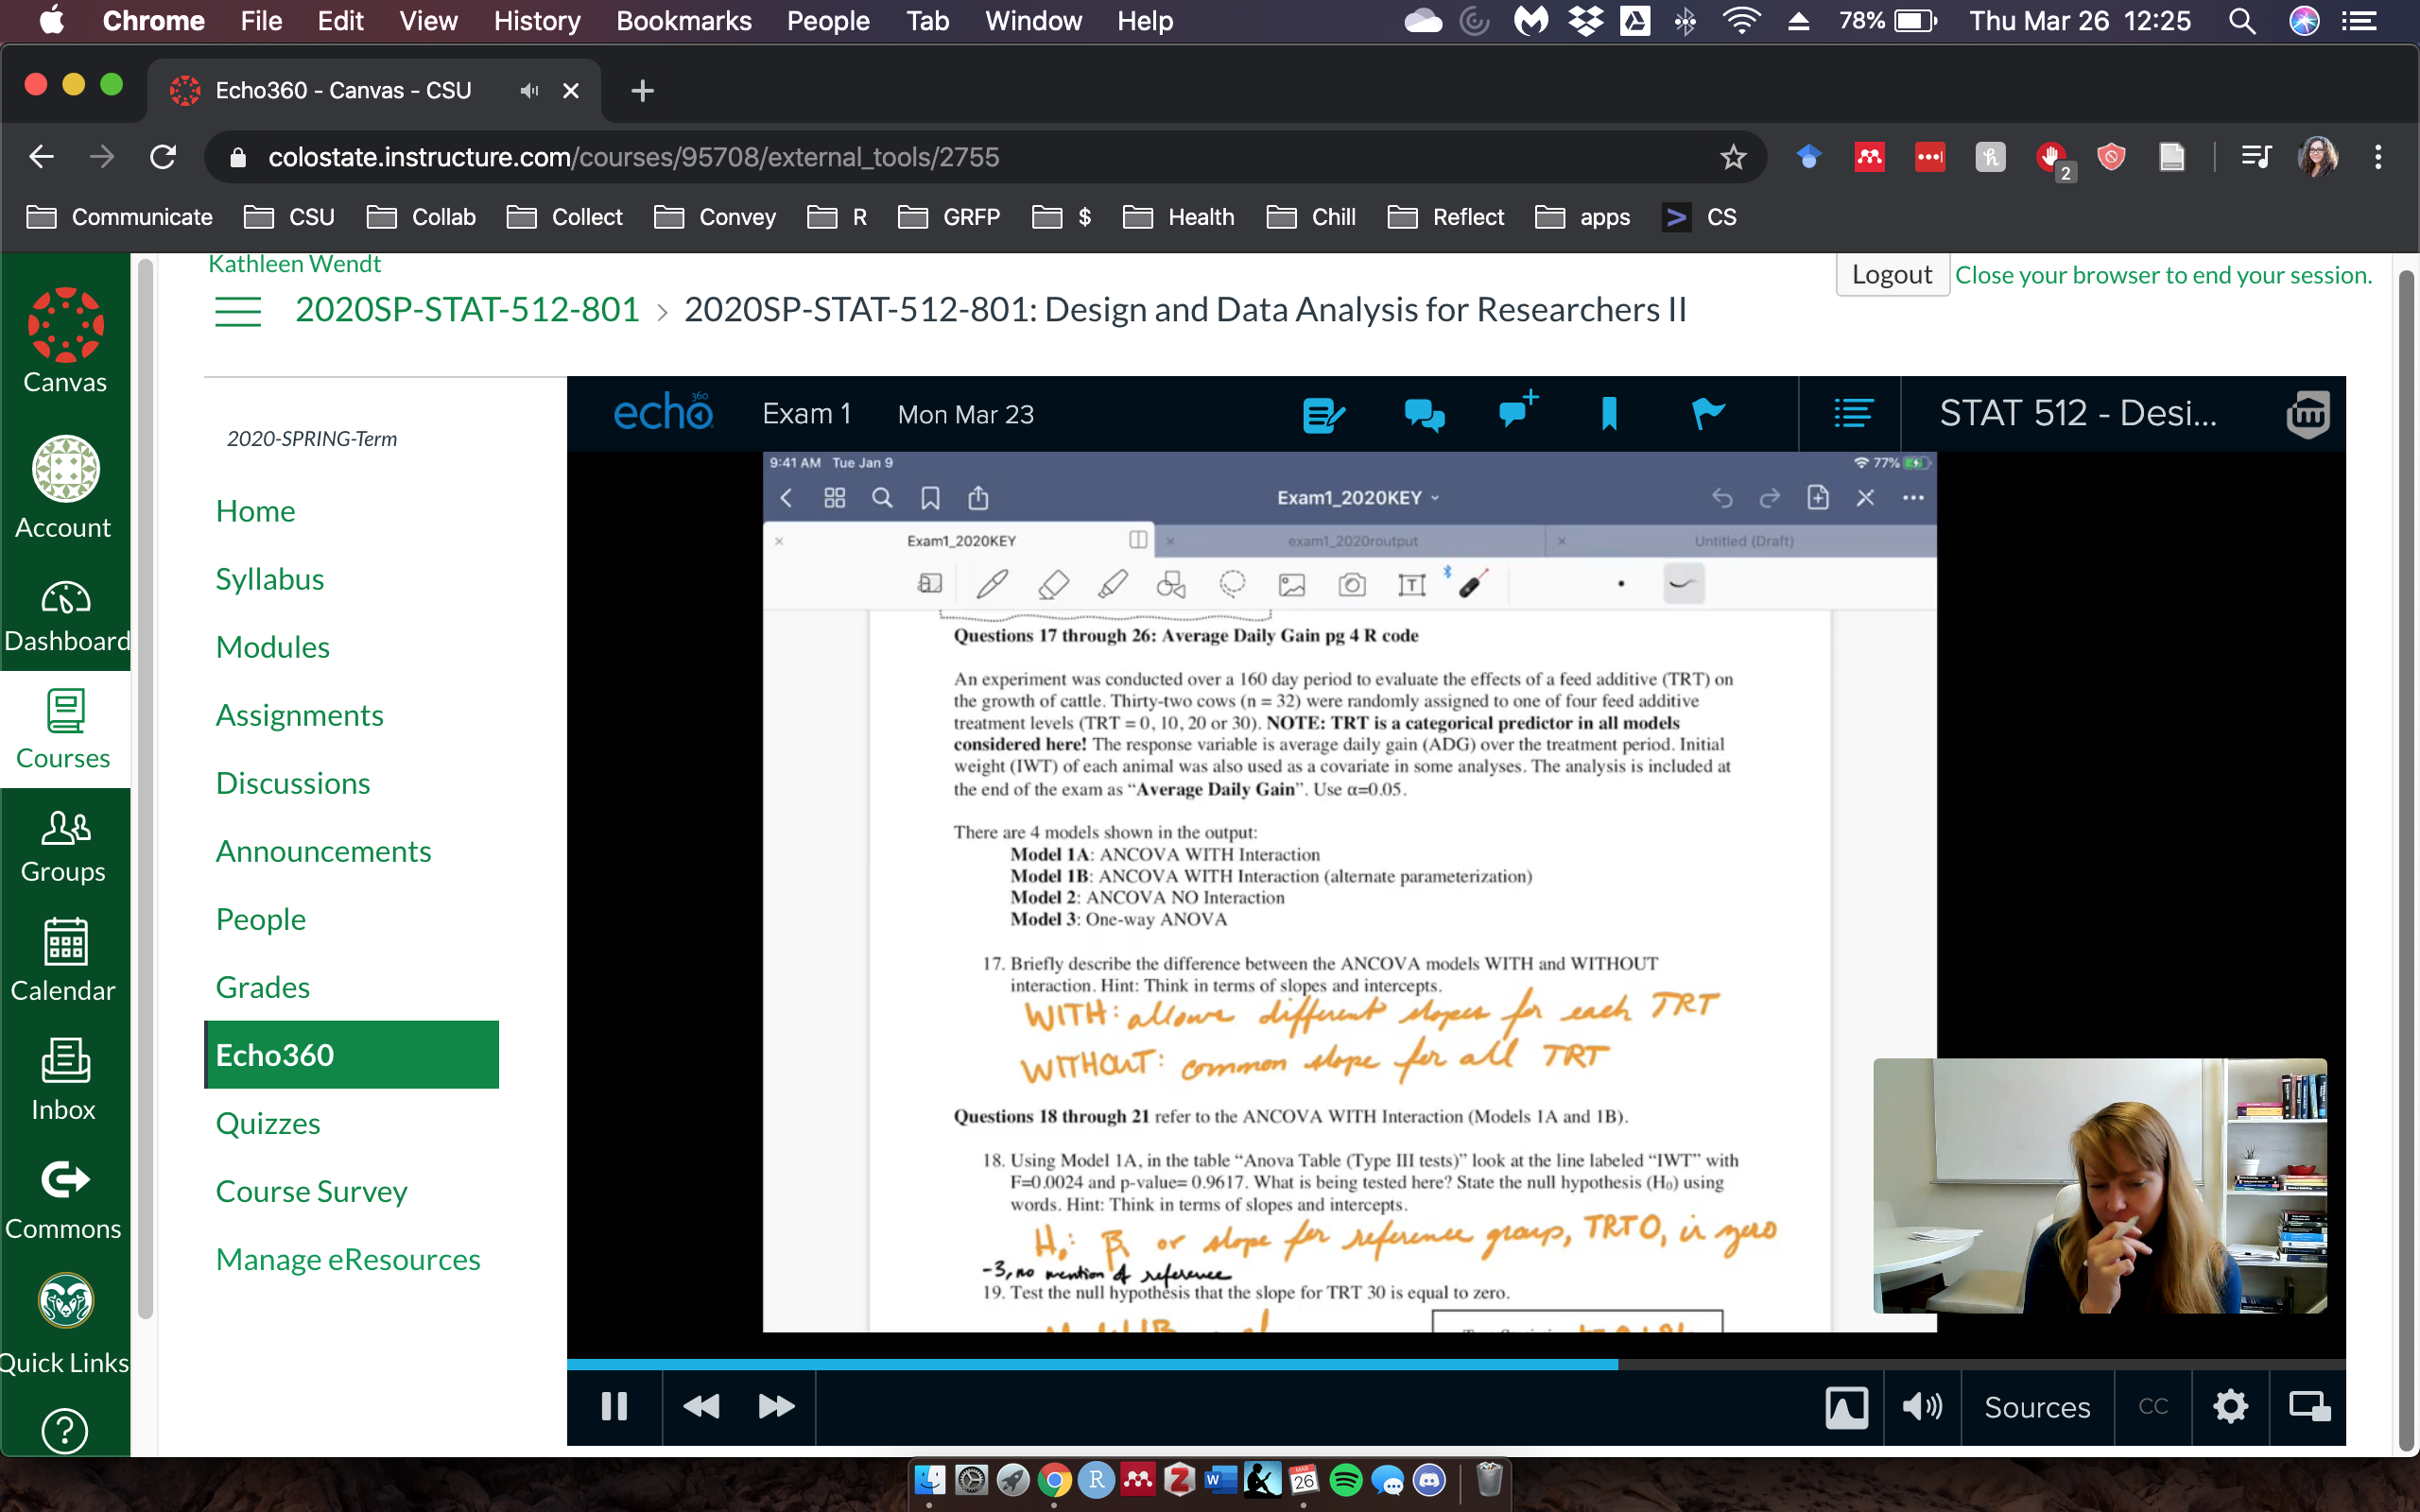 Chrome File Edit View History Bookmarks People Tab Window Help 78% Thu Mar 26 12:25
Echo360 - Canvas - CSU
colostate.instructure.com/courses/95708/external_tools/2755
2
Communicate CSU Collab Collect Convey R GRFP $ Health Chill Reflect apps > CS
Kathleen Wendt
Logout Close your browser to end your session.
2020SP-STAT-512-801 › 2020SP-STAT-512-801: Design and Data Analysis for Researchers II
Canvas
Account
Dashboard
Courses
Groups
Calendar
Inbox
Commons
Quick Links
2020-SPRING-Term
Home
Syllabus
Modules
Assignments
Discussions
Announcements
People
Grades
Echo360
Quizzes
Course Survey
Manage eResources
echo 360 Exam 1 Mon Mar 23 STAT 512 - Desi...
9:41 AM Tue Jan 9 77%
Exam1_2020KEY
Exam1_2020KEY exam1_2020routput Untitled (Draft)
Questions 17 through 26: Average Daily Gain pg 4 R code
An experiment was conducted over a 160 day period to evaluate the effects of a feed additive (TRT) on
the growth of cattle. Thirty-two cows (n = 32) were randomly assigned to one of four feed additive
treatment levels (TRT = 0, 10, 20 or 30). NOTE: TRT is a categorical predictor in all models
considered here! The response variable is average daily gain (ADG) over the treatment period. Initial
weight (IWT) of each animal was also used as a covariate in some analyses. The analysis is included at
the end of the exam as “Average Daily Gain”. Use α=0.05.
There are 4 models shown in the output:
Model 1A: ANCOVA WITH Interaction
Model 1B: ANCOVA WITH Interaction (alternate parameterization)
Model 2: ANCOVA NO Interaction
Model 3: One-way ANOVA
17. Briefly describe the difference between the ANCOVA models WITH and WITHOUT
interaction. Hint: Think in terms of slopes and intercepts.
WITH: allows different slopes for each TRT
WITHOUT: common slope for all TRT
Questions 18 through 21 refer to the ANCOVA WITH Interaction (Models 1A and 1B).
18. Using Model 1A, in the table “Anova Table (Type III tests)” look at the line labeled “IWT” with
F=0.0024 and p-value= 0.9617. What is being tested here? State the null hypothesis (H₀) using
words. Hint: Think in terms of slopes and intercepts.
H₀: β₁ or slope for reference group, TRT0, is zero
-3, no mention of reference
19. Test the null hypothesis that the slope for TRT 30 is equal to zero.
Sources CC
R Z W MAR 26